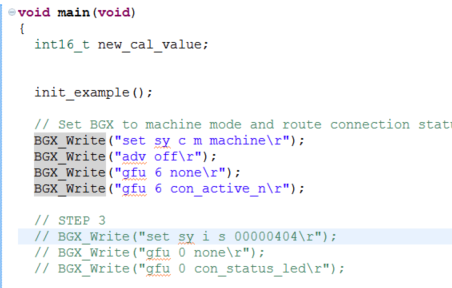 void main(void)
{
int16_t new_cal_value;
init_example();
// Set BGX to machine mode and route connection
BGX_Write("set sy c m machine\r");
BGX_Write("adv off\r");
BGX_Write("gfu 6 none\r");
BGX_Write("gfu 6 con_active_n\r");
// STEP 3
// BGX_Write("set sy i s 00000404\r");
// BGX_Write("gfu 0 none\r");
// BGX_Write("gfu 0 con_status_led\r");